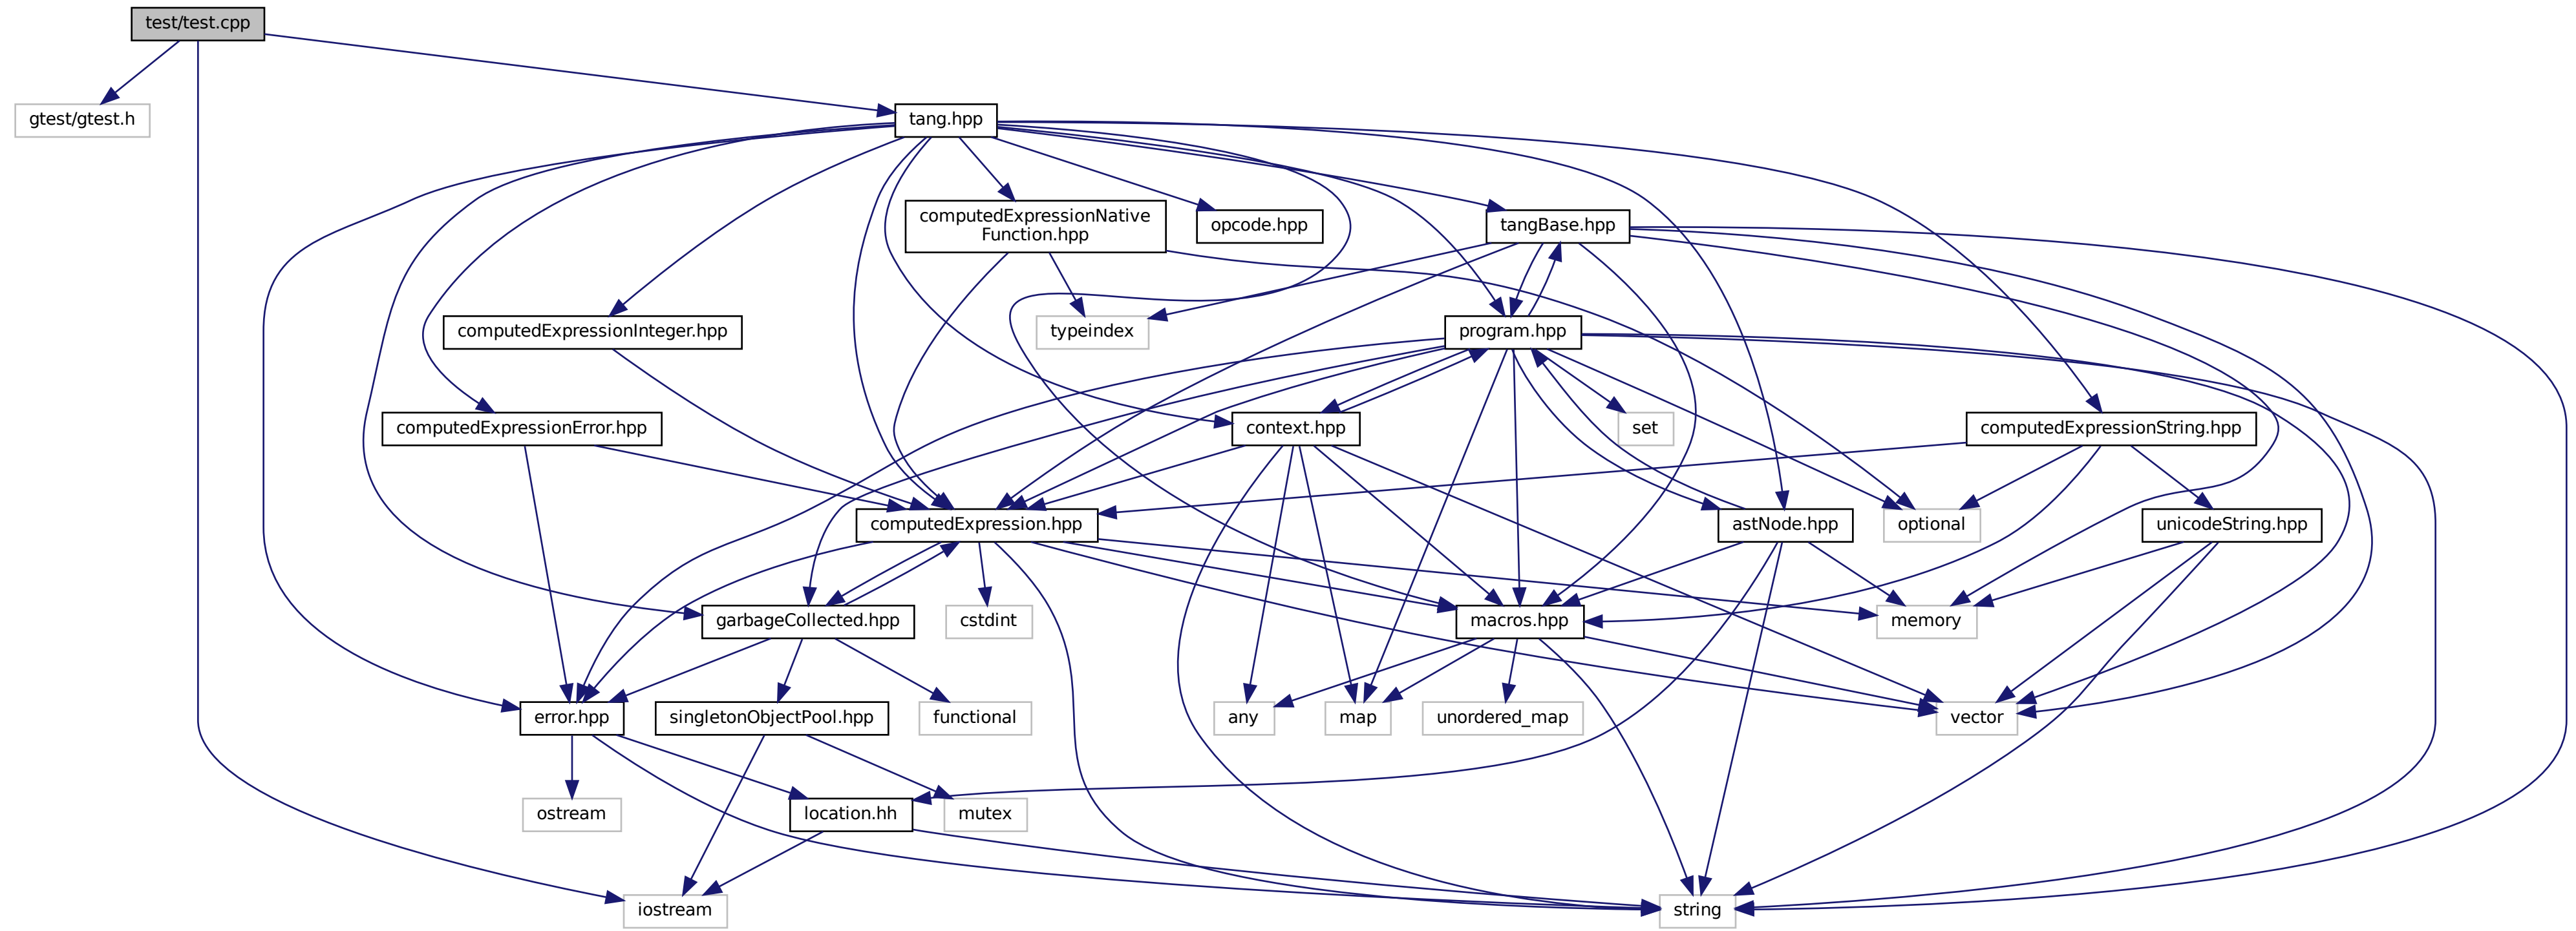 test/test.cpp
gtest/gtest.h
tang.hpp
computedExpressionNative
Function.hpp
opcode.hpp
tangBase.hpp
computedExpressionInteger.hpp
typeindex
program.hpp
computedExpressionError.hpp
context.hpp
set
computedExpressionString.hpp
computedExpression.hpp
astNode.hpp
optional
unicodeString.hpp
garbageCollected.hpp
cstdint
macros.hpp
memory
error.hpp
singletonObjectPool.hpp
functional
any
map
unordered_map
vector
ostream
location.hh
mutex
iostream
string